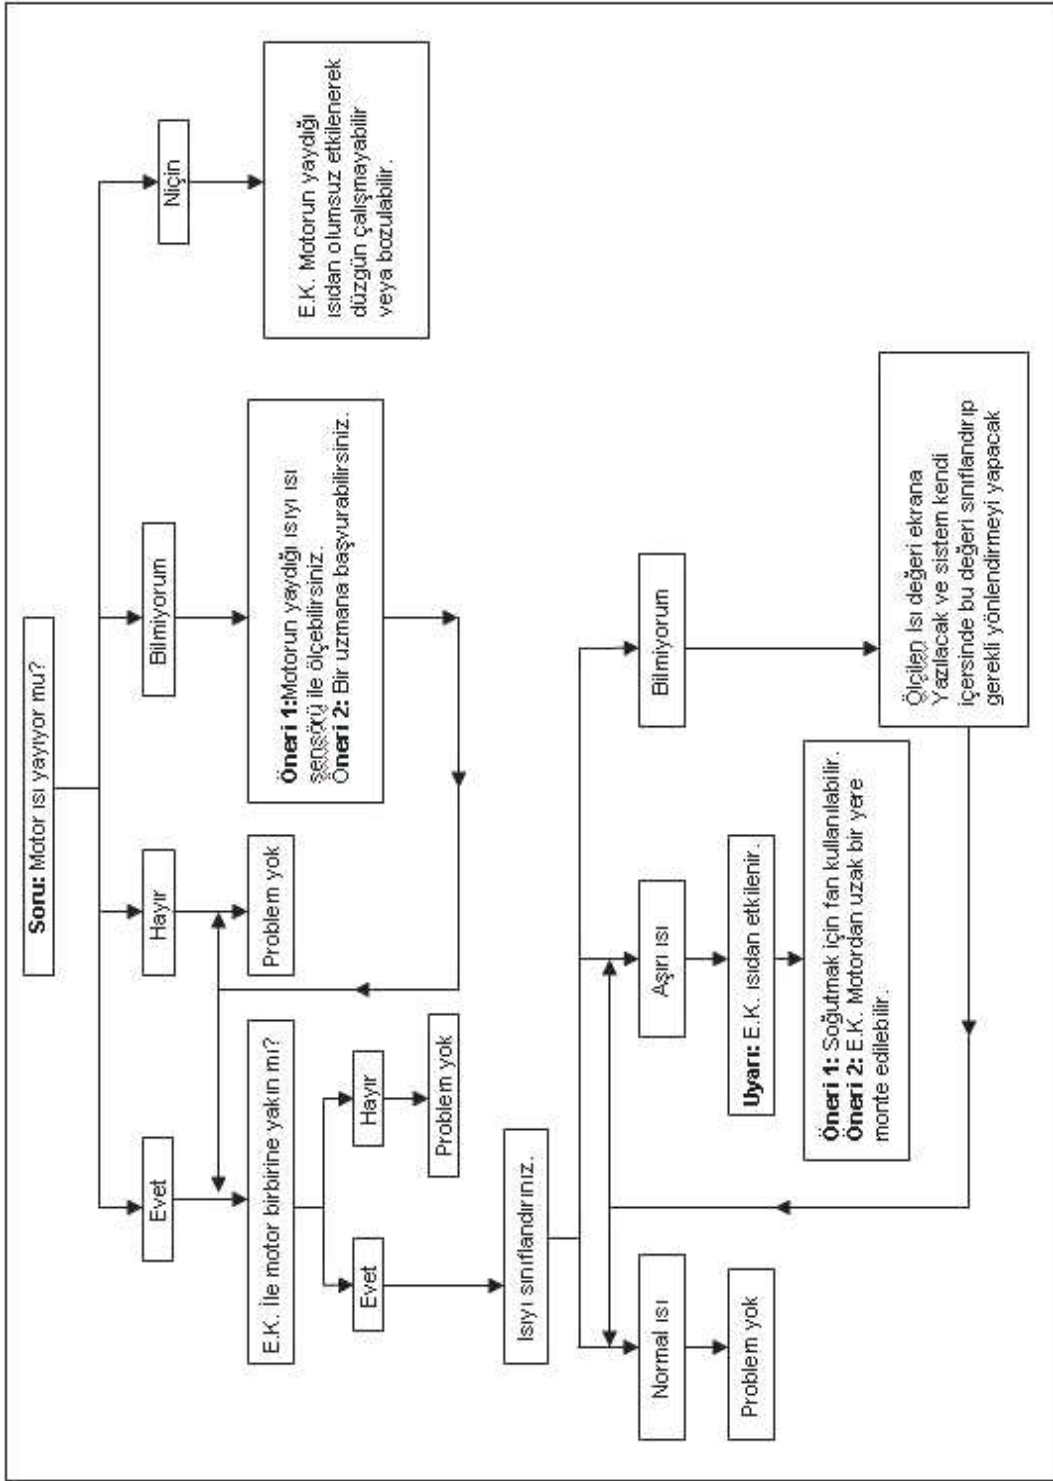 Soru: Motor ısı yayıyor mu?
Evet
Hayır
Bilmiyorum
Niçin
E.K. İle motor birbirine yakın mı?
Problem yok
Öneri 1:Motorun yaydığı ısıyı ısı
sensörü ile ölçebilirsiniz.
Öneri 2: Bir uzmana başvurabilirsiniz.
E.K. Motorun yaydığı
ısıdan olumsuz etkilenerek
düzgün çalışmayabilir
veya bozulabilir.
Evet
Hayır
Problem yok
Isıyı sınıflandırınız.
Normal ısı
Aşırı ısı
Bilmiyorum
Problem yok
Uyarı: E.K. ısıdan etkilenir.
Öneri 1: Soğutmak için fan kullanılabilir.
Öneri 2: E.K. Motordan uzak bir yere
monte edilebilir.
Ölçilen Isı değeri ekrana
Yazılacak ve sistem kendi
içersinde bu değeri sınıflandırıp
gerekli yönlendirmeyi yapacak